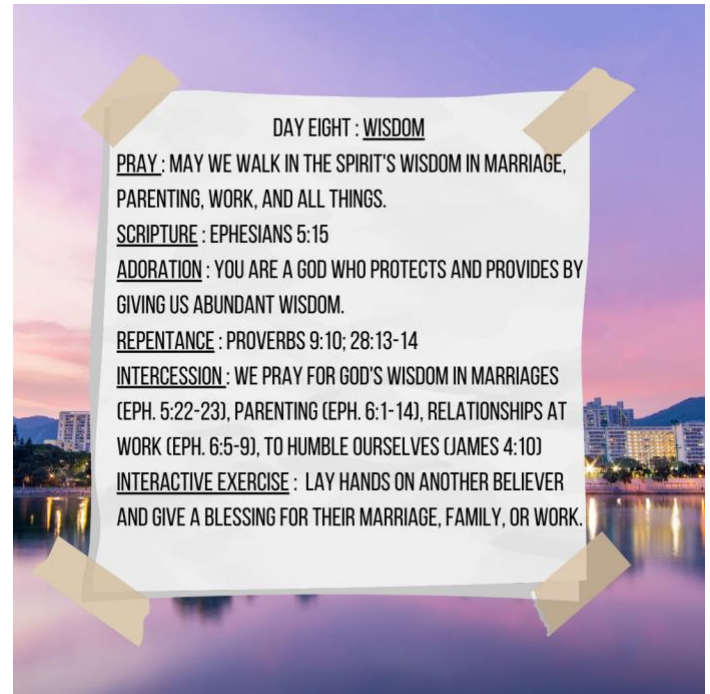 DAY EIGHT : WISDOM
PRAY : MAY WE WALK IN THE SPIRIT'S WISDOM IN MARRIAGE,
PARENTING, WORK, AND ALL THINGS.
SCRIPTURE : EPHESIANS 5:15
ADORATION : YOU ARE A GOD WHO PROTECTS AND PROVIDES BY
GIVING US ABUNDANT WISDOM.
REPENTANCE : PROVERBS 9:10; 28:13-14
INTERCESSION : WE PRAY FOR GOD'S WISDOM IN MARRIAGES
(EPH. 5:22-23), PARENTING (EPH. 6:1-14), RELATIONSHIPS AT
WORK (EPH. 6:5-9), TO HUMBLE OURSELVES (JAMES 4:10)
INTERACTIVE EXERCISE : LAY HANDS ON ANOTHER BELIEVER
AND GIVE A BLESSING FOR THEIR MARRIAGE, FAMILY, OR WORK.